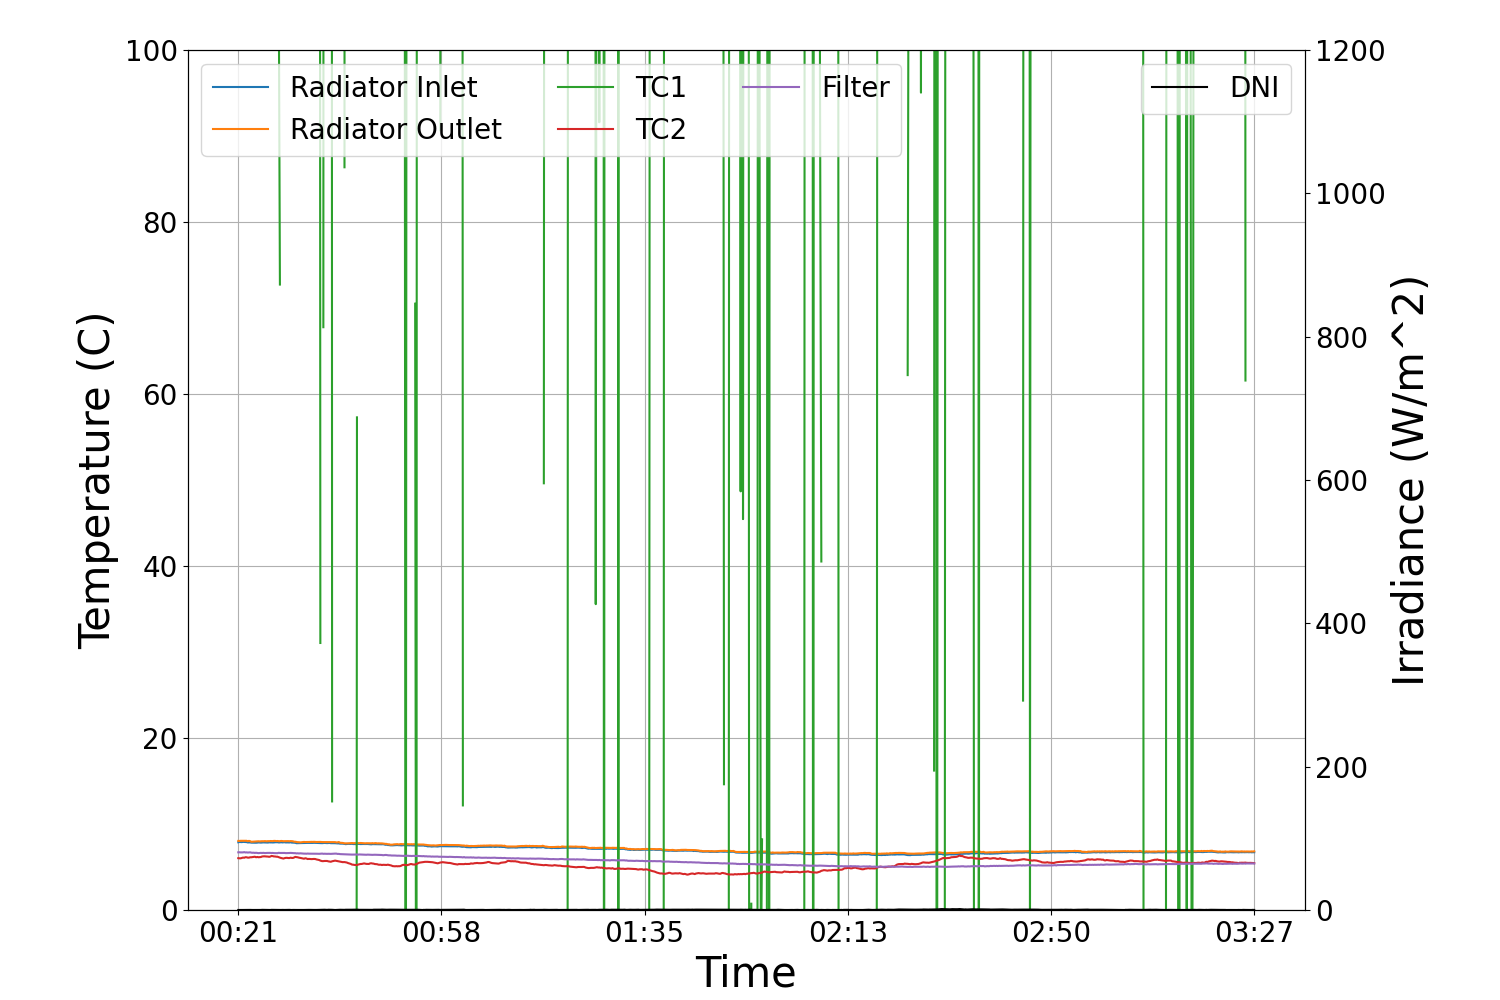 100
80
60
40
20
0
Temperature (C)
Radiator Inlet
Radiator Outlet
TC1
TC2
Filter
DNI
1200
1000
800
600
400
200
0
Irradiance (W/m^2)
00:21 00:58 01:35 02:13 02:50 03:27
Time